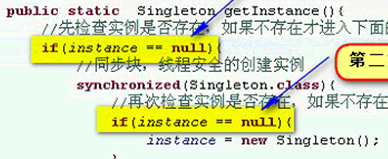 public static Singleton getInstance(){
//先检查实例是否存在，如果不存在才进入下面的
if(instance == null){
//同步块，线程安全的创建实例
第二
synchronized(Singleton.class){
//再次检查实例是否存在，如果不存在
if(instance == null){
instance = new Singleton();